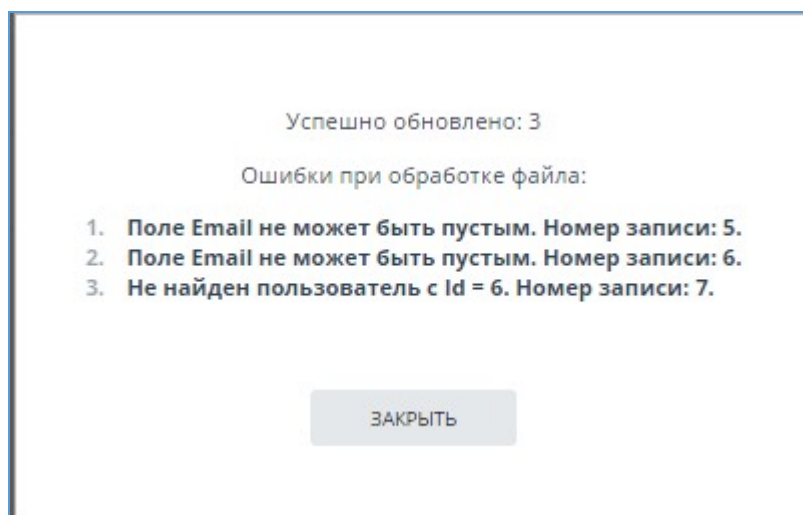 Успешно обновлено: 3
Ошибки при обработке файла:
1. Поле Email не может быть пустым. Номер записи: 5.
2. Поле Email не может быть пустым. Номер записи: 6.
3. Не найден пользователь с Id = 6. Номер записи: 7.
ЗАКРЫТЬ